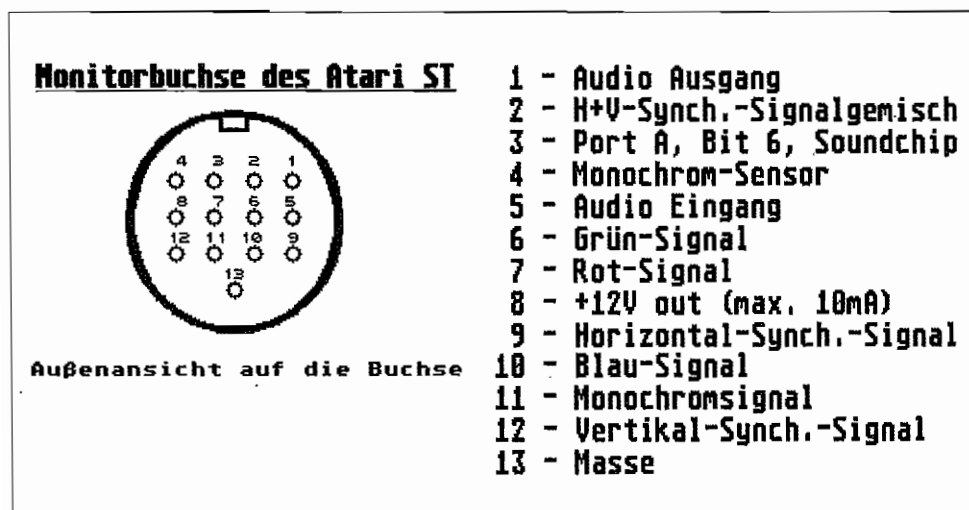 Monitorbuchse des Atari ST
4 3 2 1
8 7 6 5
12 11 10 9
13
Außenansicht auf die Buchse
1 - Audio Ausgang
2 - H+V-Synch.-Signalgemisch
3 - Port A, Bit 6, Soundchip
4 - Monochrom-Sensor
5 - Audio Eingang
6 - Grün-Signal
7 - Rot-Signal
8 - +12V out (max. 10mA)
9 - Horizontal-Synch.-Signal
10 - Blau-Signal
11 - Monochromsignal
12 - Vertikal-Synch.-Signal
13 - Masse